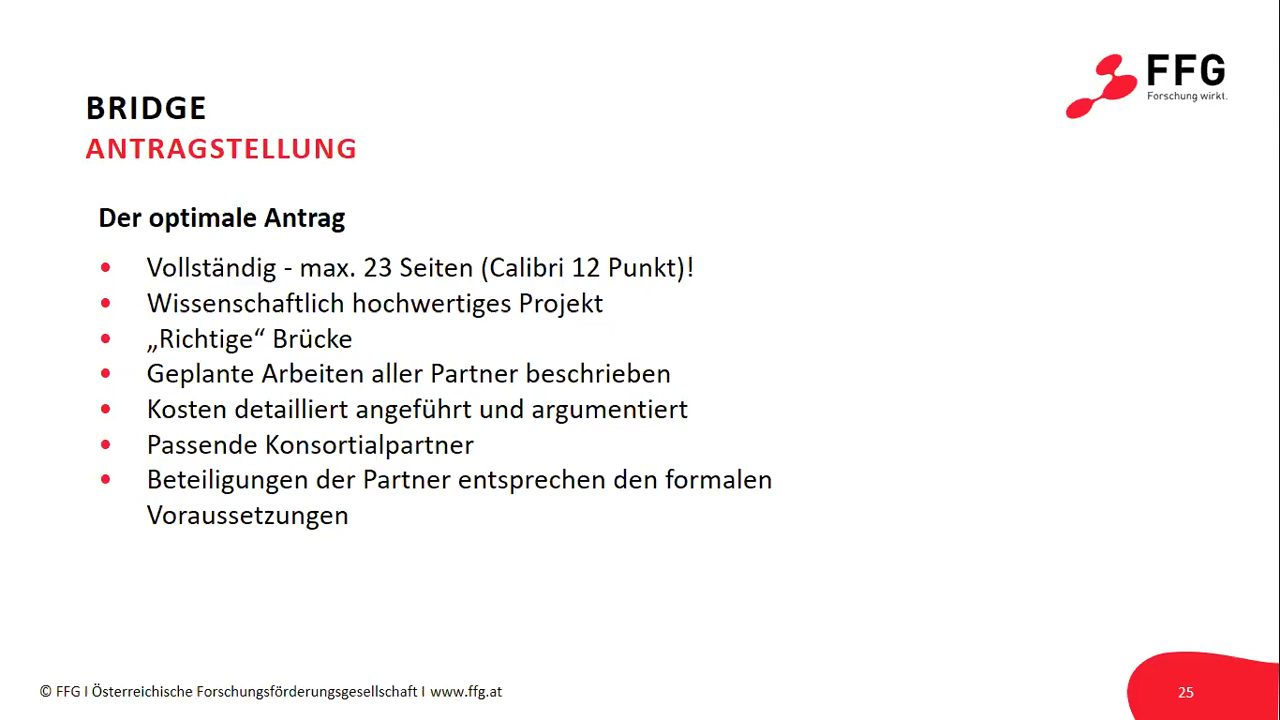 FFG
Forschung wirkt.
BRIDGE
ANTRAGSTELLUNG
Der optimale Antrag
• Vollständig - max. 23 Seiten (Calibri 12 Punkt)!
• Wissenschaftlich hochwertiges Projekt
• „Richtige“ Brücke
• Geplante Arbeiten aller Partner beschrieben
• Kosten detailliert angeführt und argumentiert
• Passende Konsortialpartner
• Beteiligungen der Partner entsprechen den formalen
Voraussetzungen
© FFG I Österreichische Forschungsförderungsgesellschaft I www.ffg.at
25